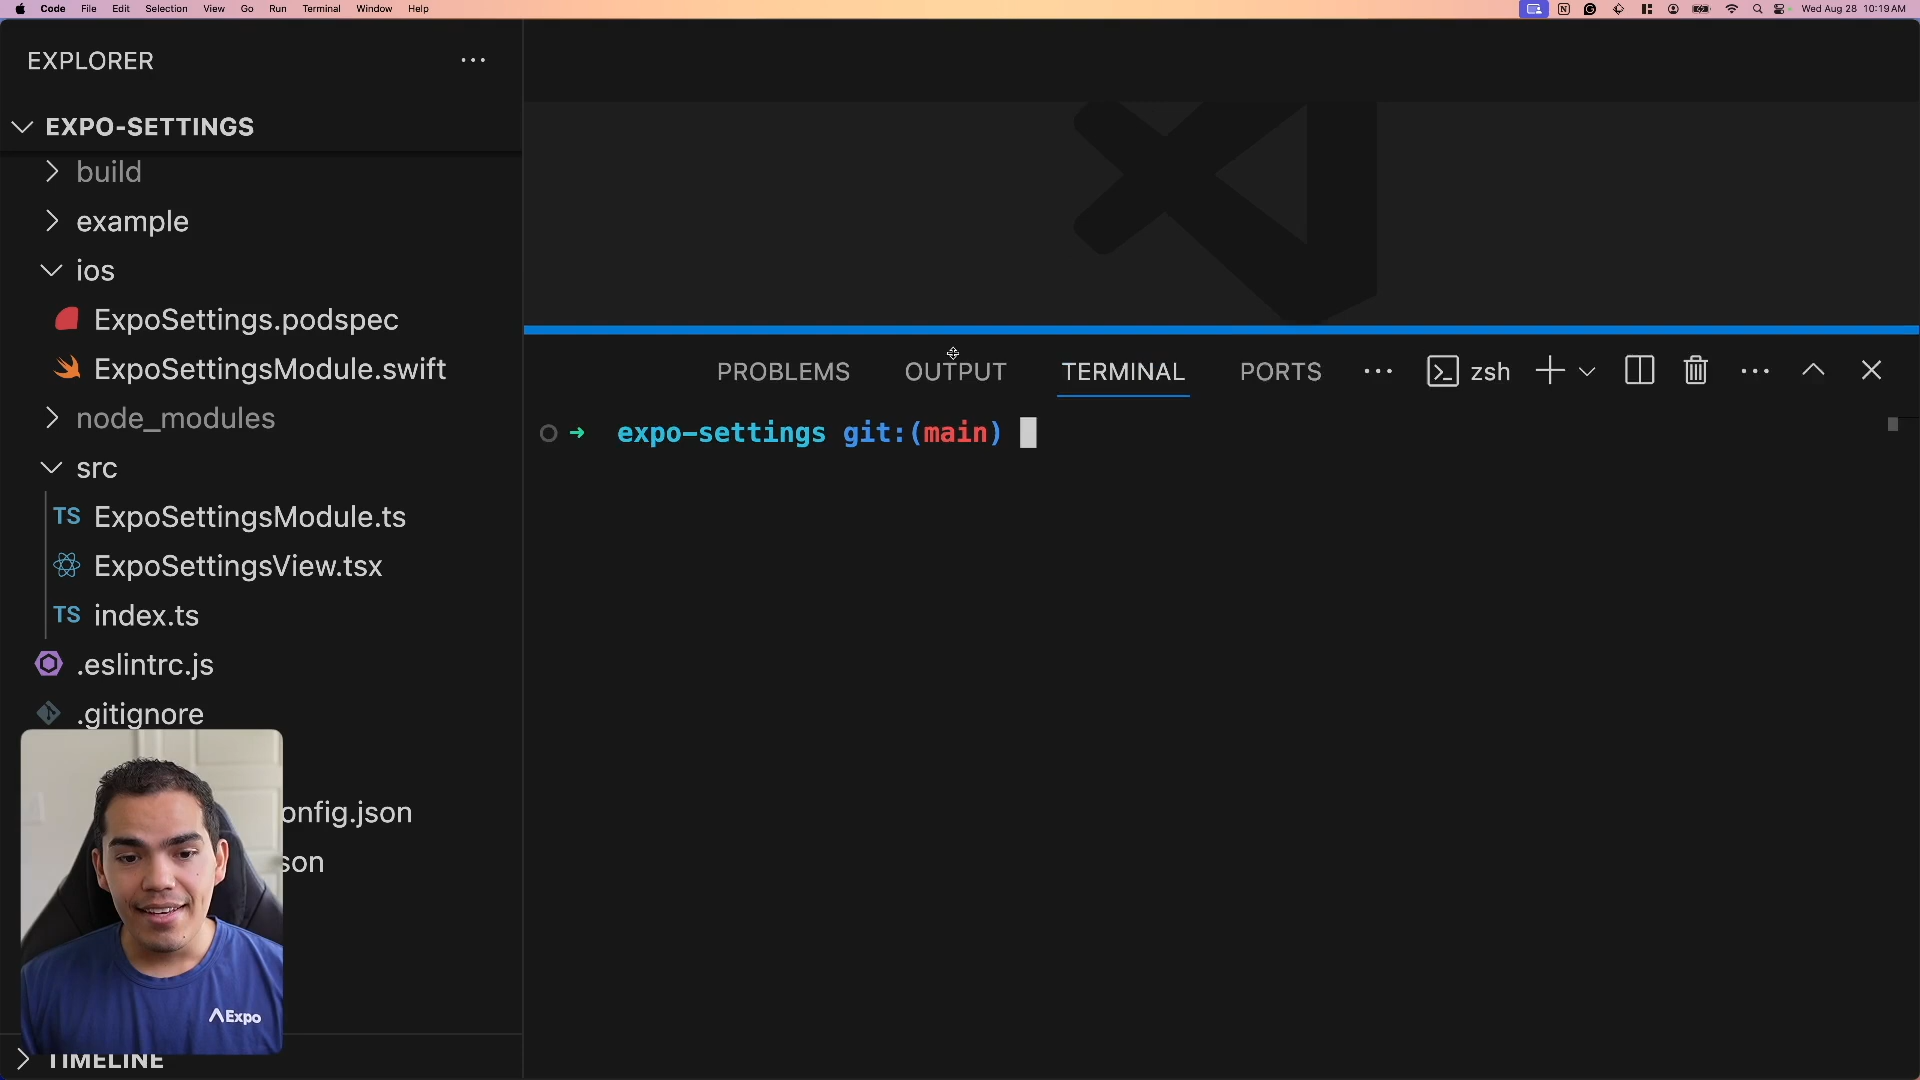 Code File Edit Selection View Go Run Terminal Window Help
Wed Aug 28 10:19 AM
EXPLORER
EXPO-SETTINGS
build
example
ios
ExpoSettings.podspec
ExpoSettingsModule.swift
node_modules
src
TS ExpoSettingsModule.ts
ExpoSettingsView.tsx
TS index.ts
.eslintrc.js
.gitignore
onfig.json
son
TIMELINE
PROBLEMS OUTPUT TERMINAL PORTS zsh
expo-settings git:(main)
Expo